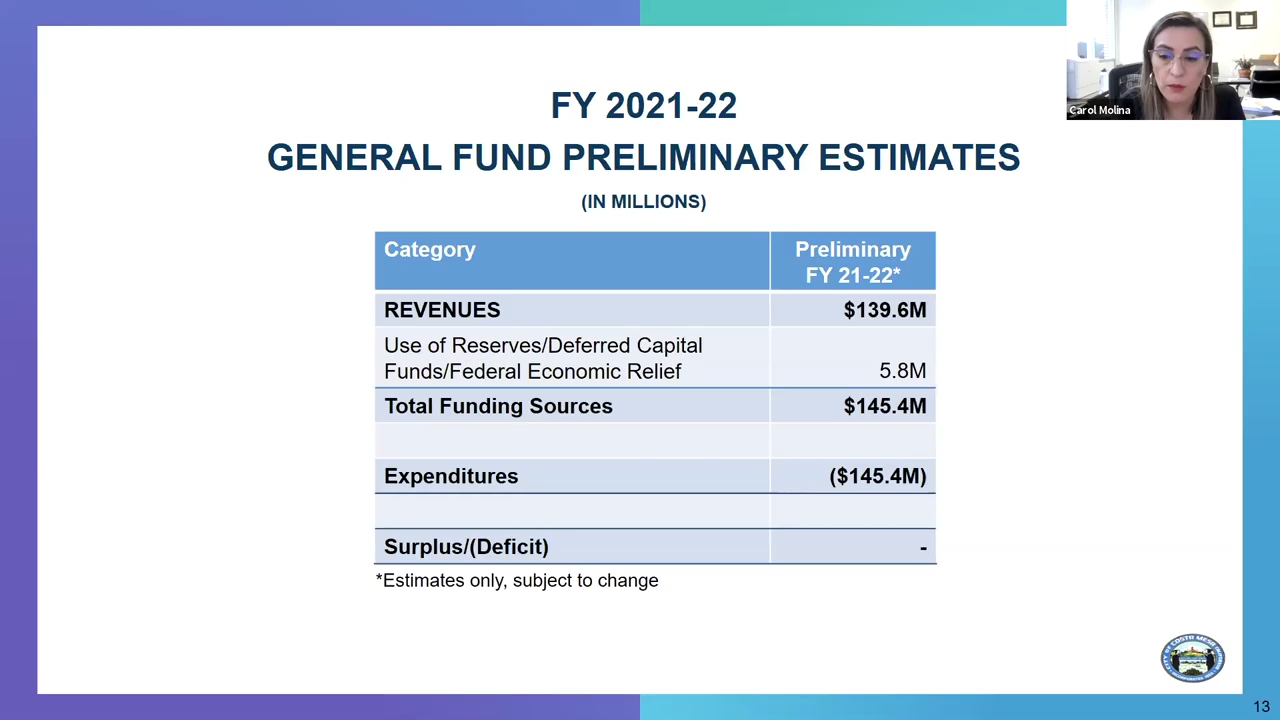 FY 2021-22
GENERAL FUND PRELIMINARY ESTIMATES
(IN MILLIONS)
Carol Molina
Category
Preliminary
FY 21-22*
REVENUES $139.6M
Use of Reserves/Deferred Capital
Funds/Federal Economic Relief 5.8M
Total Funding Sources $145.4M
Expenditures ($145.4M)
Surplus/(Deficit) -
*Estimates only, subject to change
13